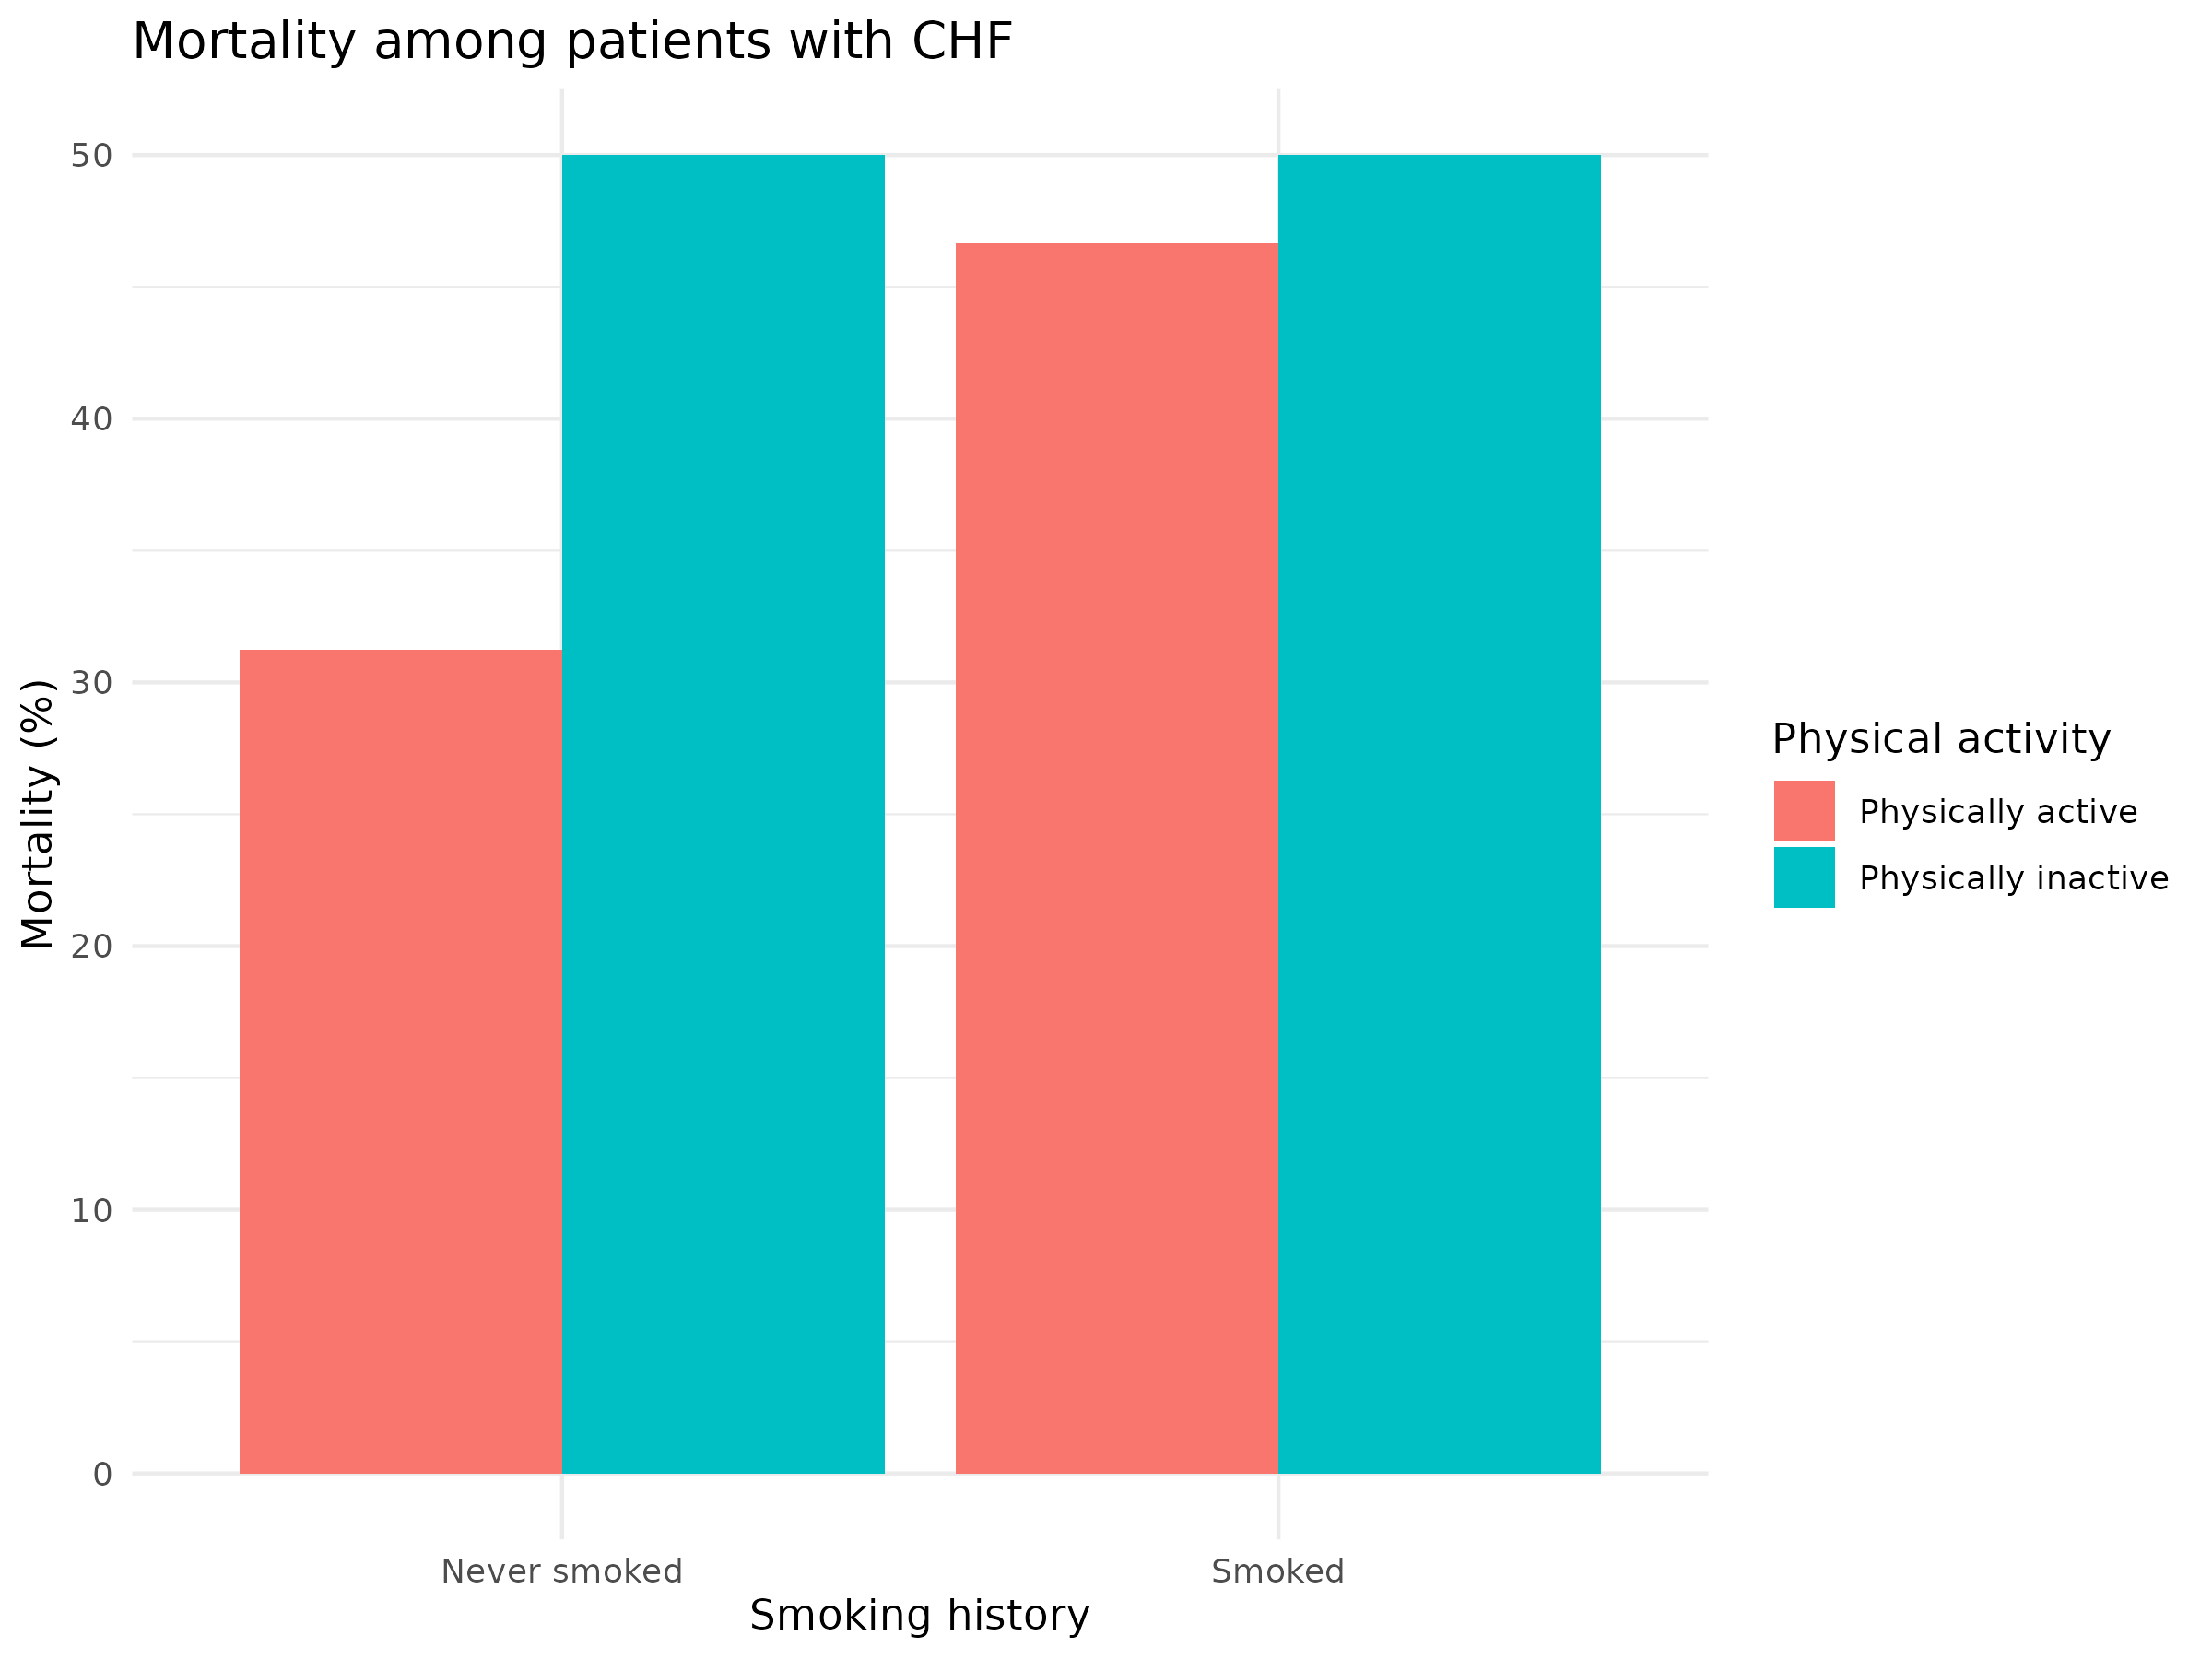 Mortality among patients with CHF
Mortality (%)
50
40
30
20
10
0
Never smoked
Smoked
Smoking history
Physical activity
Physically active
Physically inactive